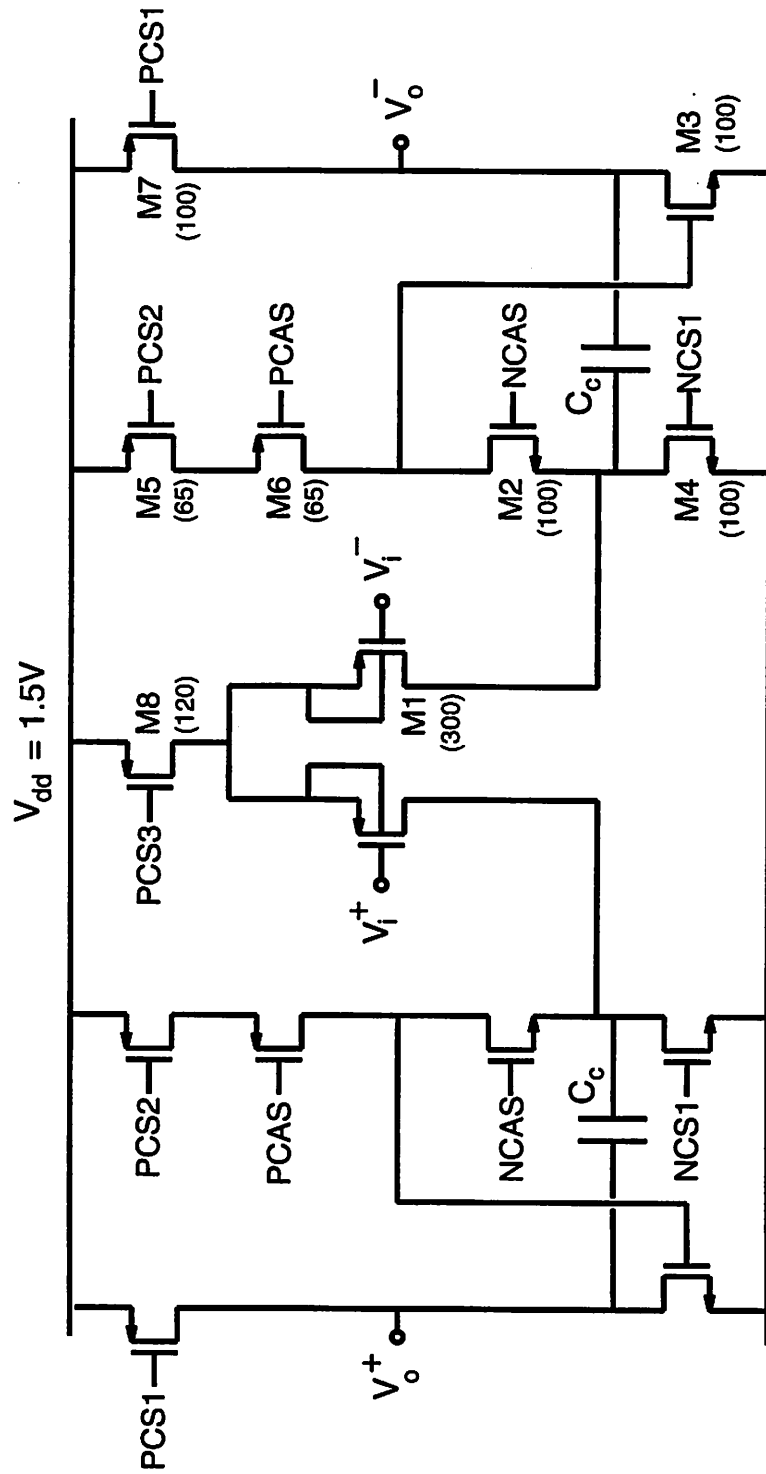 V_dd = 1.5V
PCS1
PCS2
PCS3
M8
(120)
M5
(65)
PCS2
M7
(100)
PCS1
PCAS
M6
(65)
PCAS
V_o^+
V_i^+
V_i^-
V_o^-
M1
(300)
NCAS
M2
(100)
NCAS
C_c
C_c
NCS1
M4
(100)
NCS1
M3
(100)